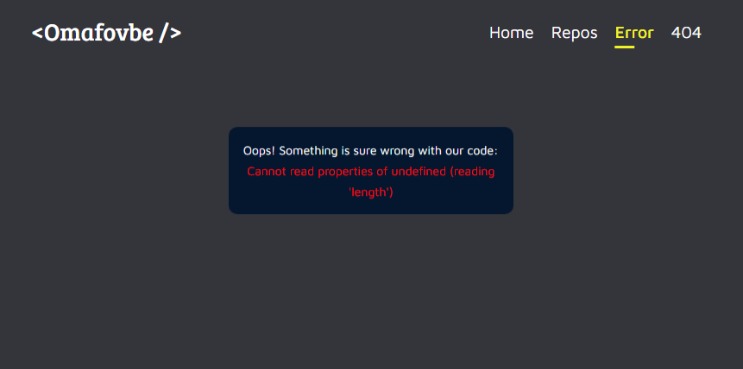 <Omafovbe />
Home Repos Error 404
Oops! Something is sure wrong with our code:
Cannot read properties of undefined (reading
'length')